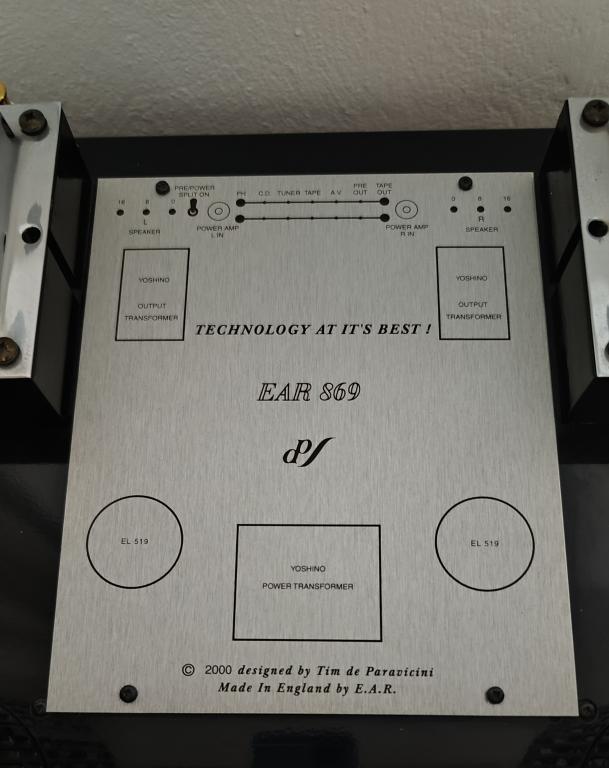 PRE/POWER
SPLIT ON
PH C.D. TUNER TAPE A.V. PRE OUT TAPE OUT
16 8 0
L
SPEAKER
POWER AMP
L IN
POWER AMP
R IN
0 8 16
R
SPEAKER
YOSHINO
OUTPUT
TRANSFORMER
YOSHINO
OUTPUT
TRANSFORMER
TECHNOLOGY AT IT'S BEST !
EAR 869
EL 519
EL 519
YOSHINO
POWER TRANSFORMER
© 2000 designed by Tim de Paravicini
Made In England by E.A.R.